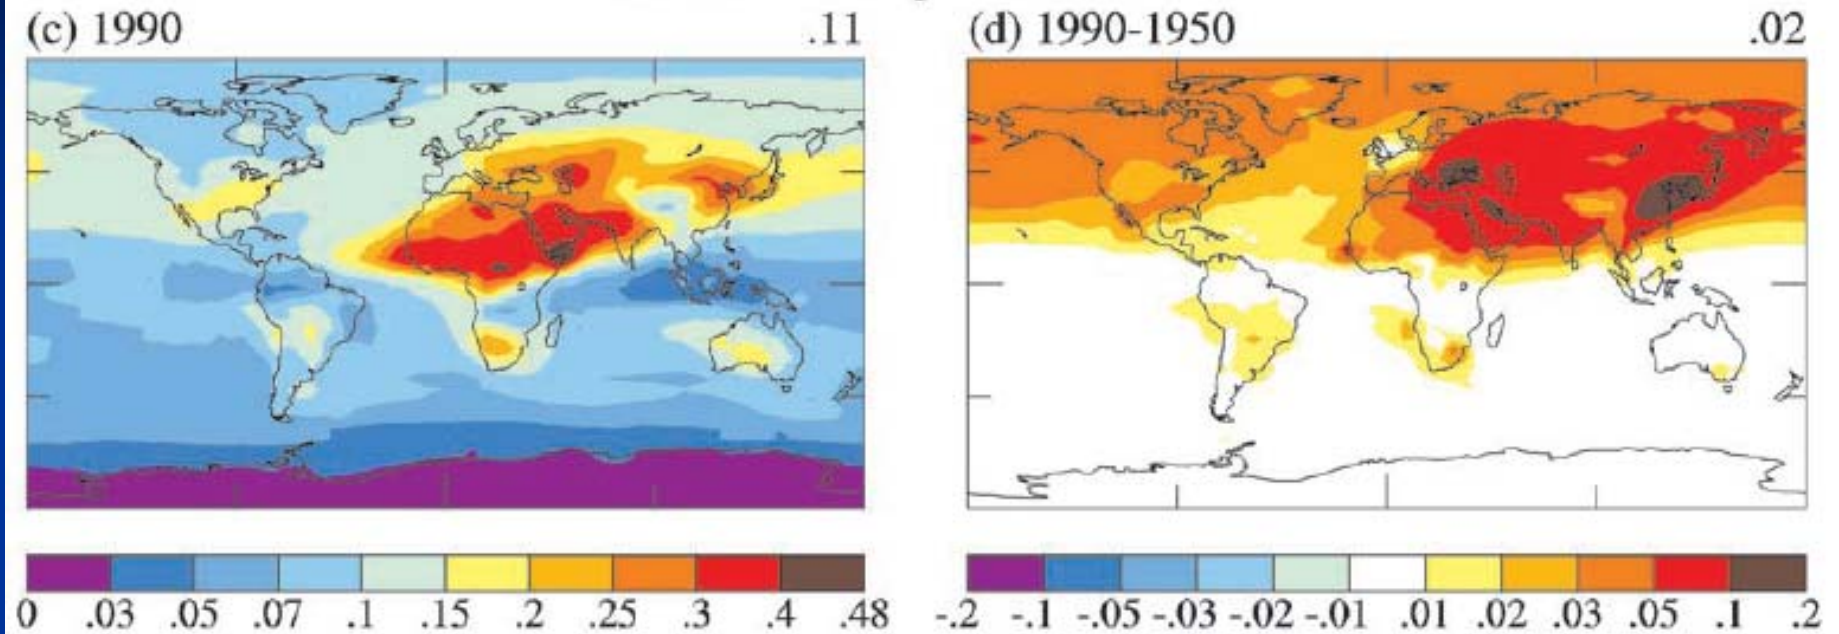 (c) 1990 .11
(d) 1990-1950 .02
0 .03 .05 .07 .1 .15 .2 .25 .3 .4 .48
-.2 -.1 -.05 -.03 -.02 -.01 .01 .02 .03 .05 .1 .2